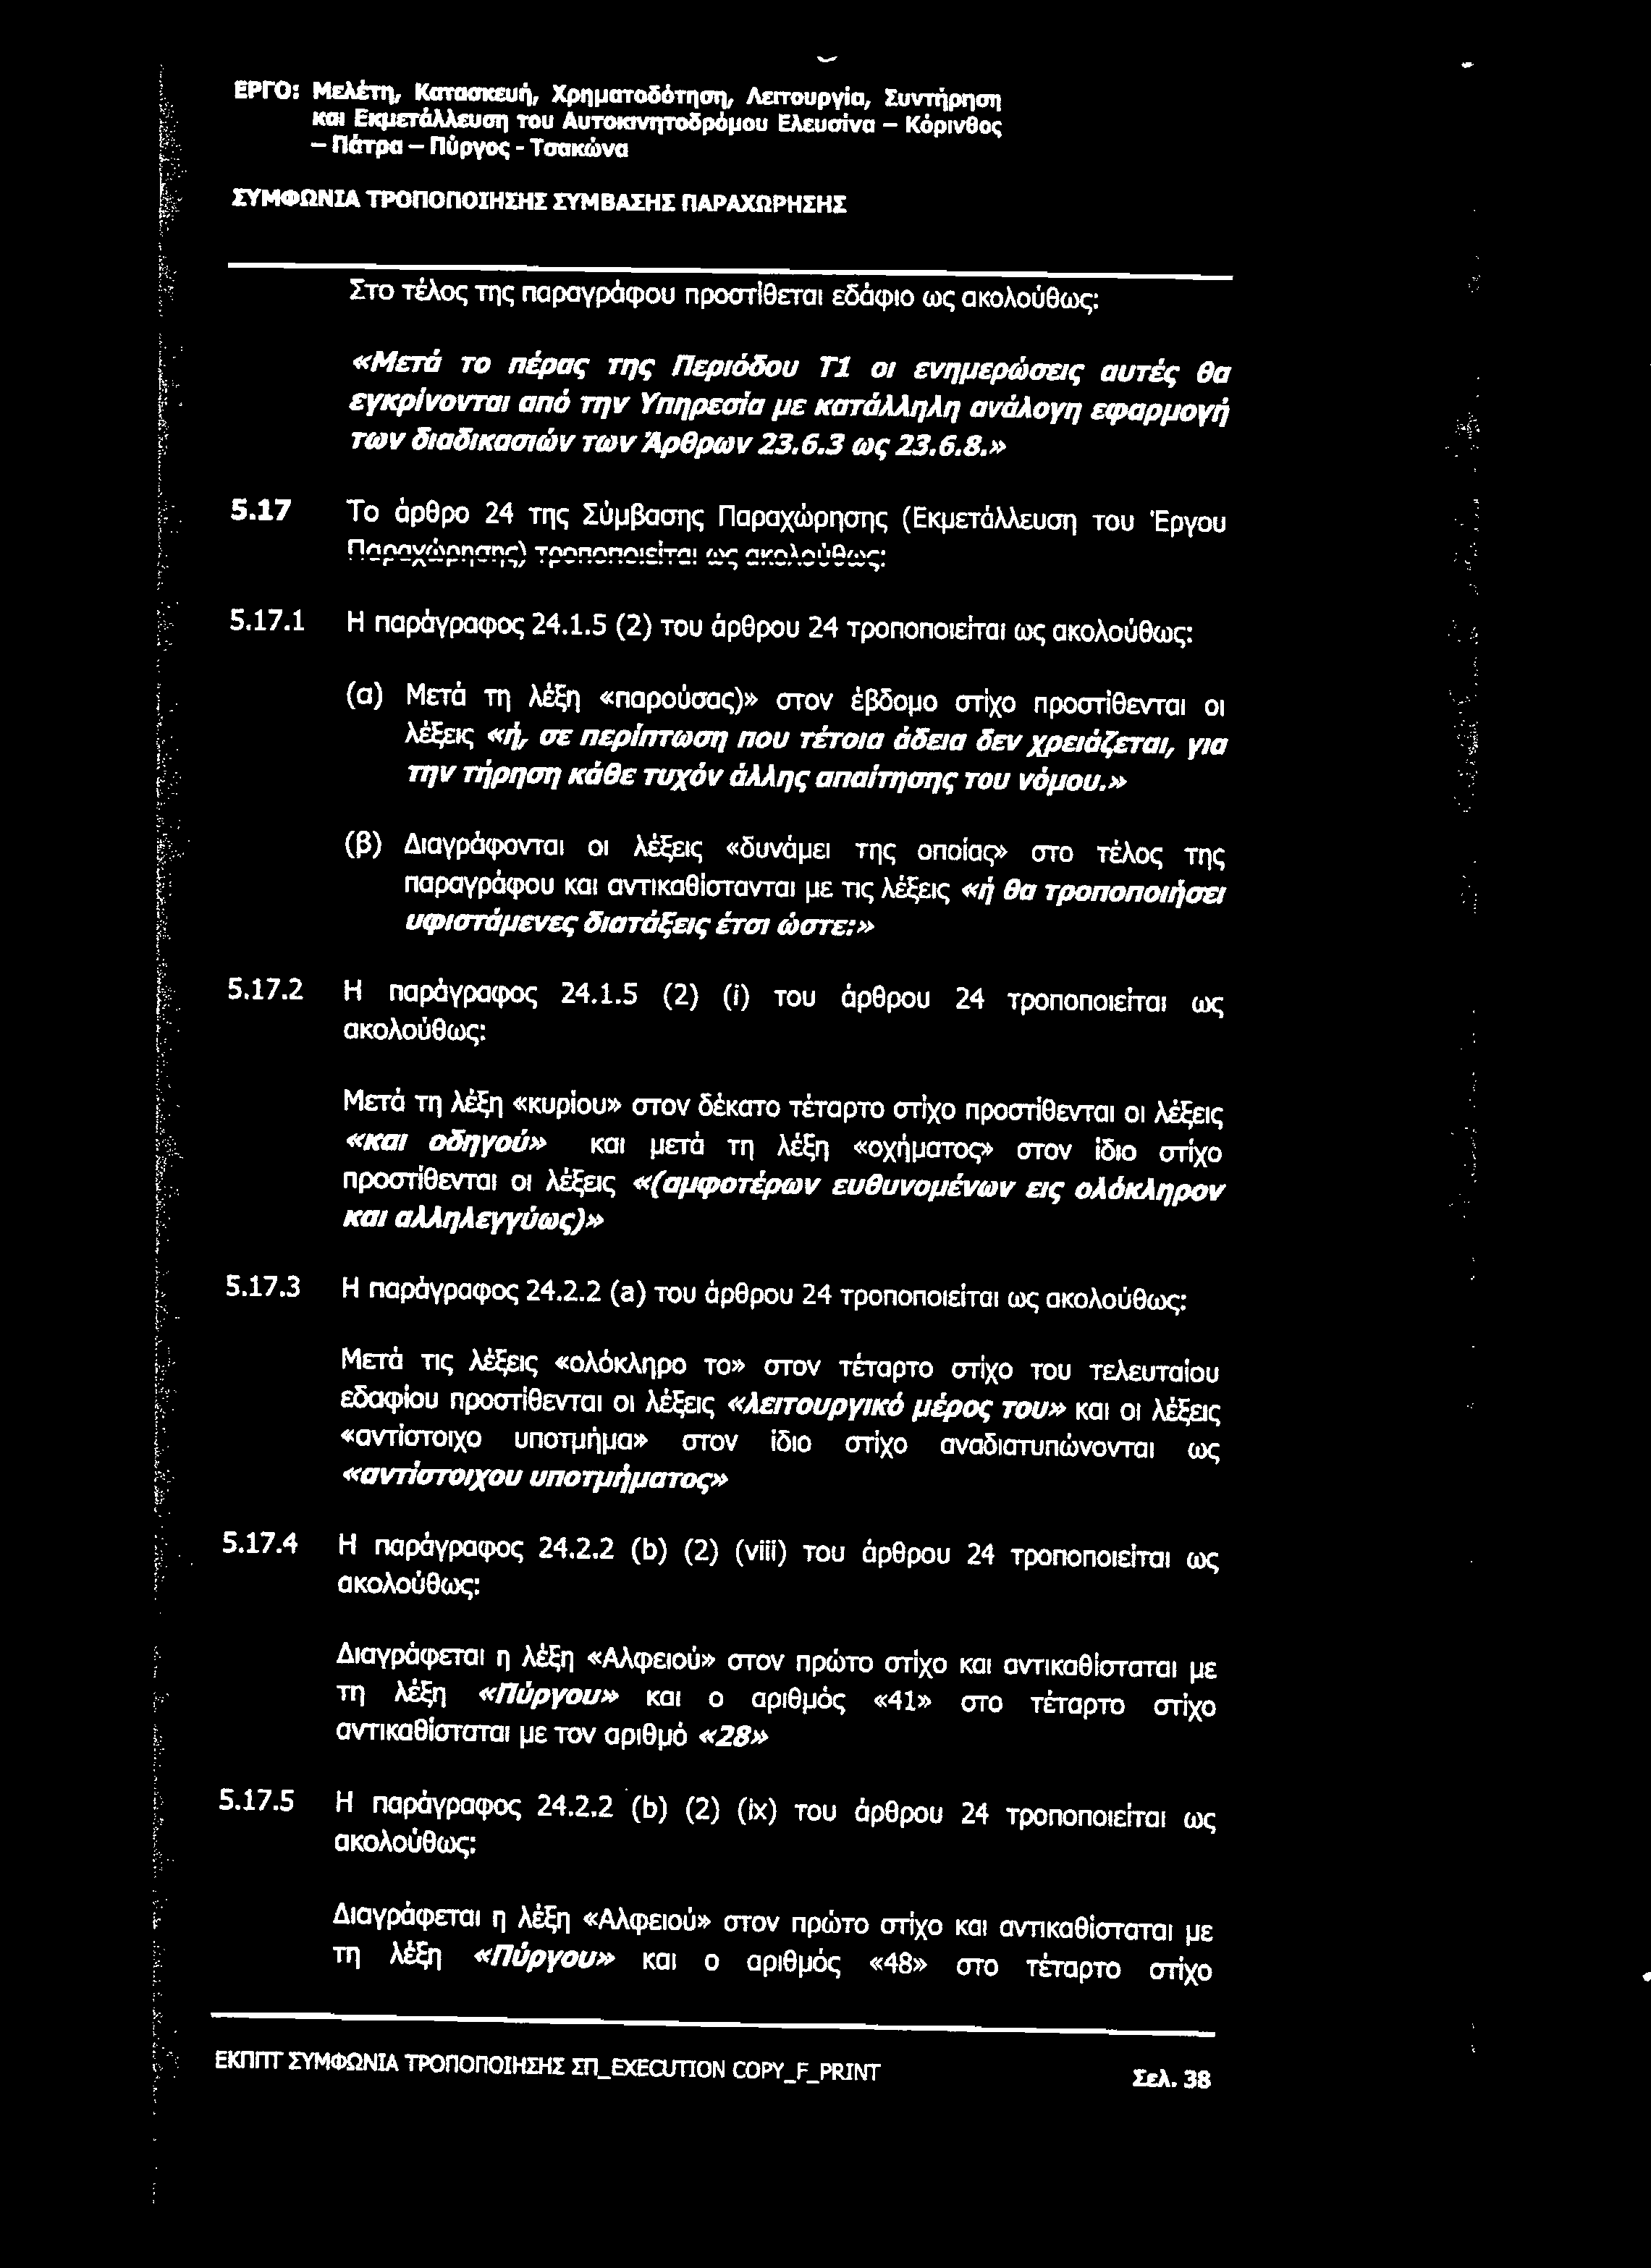 ΕΡΓΟ: Μελέτη, Κατασκευή, Χρηματοδότηση, Λειτουργία, Συντήρηση
και Εκμετάλλευση του Αυτοκινητοδρόμου Ελευσίνα – Κόρινθος
– Πάτρα – Πύργος - Τσακώνα
ΣΥΜΦΩΝΙΑ ΤΡΟΠΟΠΟΙΗΣΗΣ ΣΥΜΒΑΣΗΣ ΠΑΡΑΧΩΡΗΣΗΣ
Στο τέλος της παραγράφου προστίθεται εδάφιο ως ακολούθως:
«Μετά το πέρας της Περιόδου Τ1 οι ενημερώσεις αυτές θα
εγκρίνονται από την Υπηρεσία με κατάλληλη ανάλογη εφαρμογή
των διαδικασιών των Άρθρων 23.6.3 ως 23.6.8.»
5.17 Το άρθρο 24 της Σύμβασης Παραχώρησης (Εκμετάλλευση του Έργου
Παραχώρησης) τροποποιείται ως ακολούθως:
5.17.1 Η παράγραφος 24.1.5 (2) του άρθρου 24 τροποποιείται ως ακολούθως:
(α) Μετά τη λέξη «παρούσας)» στον έβδομο στίχο προστίθενται οι
λέξεις «ή, σε περίπτωση που τέτοια άδεια δεν χρειάζεται, για
την τήρηση κάθε τυχόν άλλης απαίτησης του νόμου.»
(β) Διαγράφονται οι λέξεις «δυνάμει της οποίας» στο τέλος της
παραγράφου και αντικαθίστανται με τις λέξεις «ή θα τροποποιήσει
υφιστάμενες διατάξεις έτσι ώστε:»
5.17.2 Η παράγραφος 24.1.5 (2) (i) του άρθρου 24 τροποποιείται ως
ακολούθως:
Μετά τη λέξη «κυρίου» στον δέκατο τέταρτο στίχο προστίθενται οι λέξεις
«και οδηγού» και μετά τη λέξη «οχήματος» στον ίδιο στίχο
προστίθενται οι λέξεις «(αμφοτέρων ευθυνομένων εις ολόκληρον
και αλληλεγγύως)»
5.17.3 Η παράγραφος 24.2.2 (a) του άρθρου 24 τροποποιείται ως ακολούθως:
Μετά τις λέξεις «ολόκληρο το» στον τέταρτο στίχο του τελευταίου
εδαφίου προστίθενται οι λέξεις «λειτουργικό μέρος του» και οι λέξεις
«αντίστοιχο υποτμήμα» στον ίδιο στίχο αναδιατυπώνονται ως
«αντίστοιχου υποτμήματος»
5.17.4 Η παράγραφος 24.2.2 (b) (2) (viii) του άρθρου 24 τροποποιείται ως
ακολούθως:
Διαγράφεται η λέξη «Αλφειού» στον πρώτο στίχο και αντικαθίσταται με
τη λέξη «Πύργου» και ο αριθμός «41» στο τέταρτο στίχο
αντικαθίσταται με τον αριθμό «28»
5.17.5 Η παράγραφος 24.2.2 (b) (2) (ix) του άρθρου 24 τροποποιείται ως
ακολούθως:
Διαγράφεται η λέξη «Αλφειού» στον πρώτο στίχο και αντικαθίσταται με
τη λέξη «Πύργου» και ο αριθμός «48» στο τέταρτο στίχο
ΕΚΠΠΤ ΣΥΜΦΩΝΙΑ ΤΡΟΠΟΠΟΙΗΣΗΣ ΣΠ_EXECUTION COPY_F_PRINT Σελ. 38